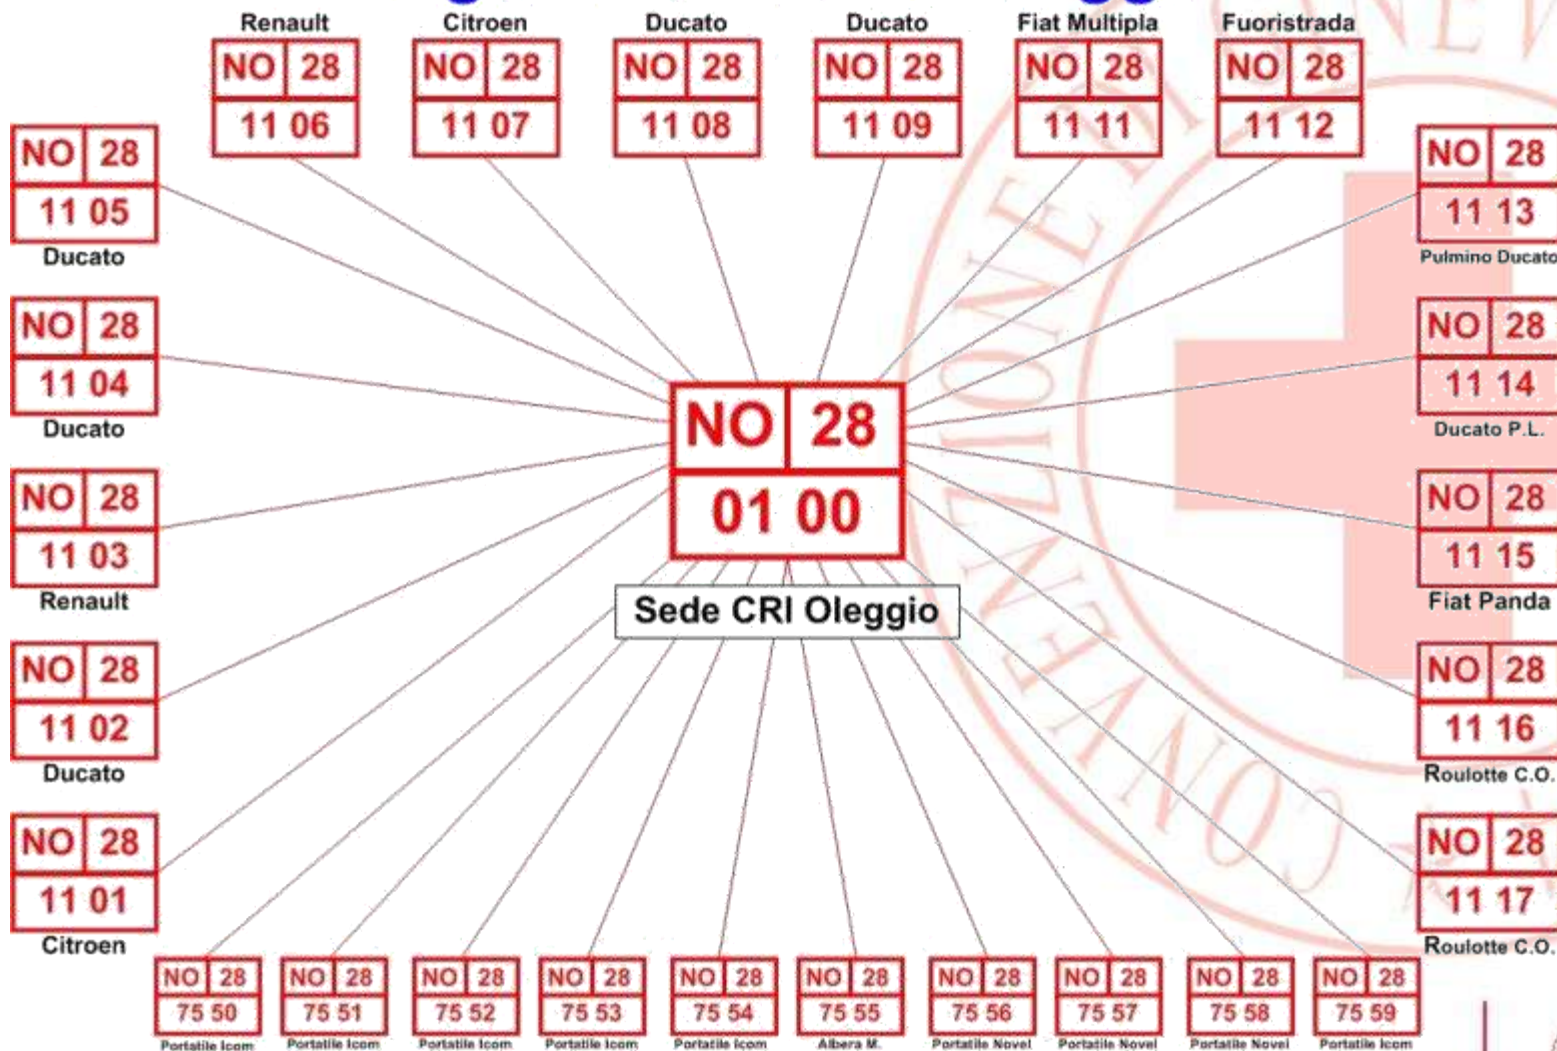 Renault
NO 28
11 06
Citroen
NO 28
11 07
Ducato
NO 28
11 08
Ducato
NO 28
11 09
Fiat Multipla
NO 28
11 11
Fuoristrada
NO 28
11 12
NO 28
11 05
Ducato
NO 28
11 04
Ducato
NO 28
11 03
Renault
NO 28
11 02
Ducato
NO 28
11 01
Citroen
NO 28
01 00
Sede CRI Oleggio
NO 28
11 13
Pulmino Ducato
NO 28
11 14
Ducato P.L.
NO 28
11 15
Fiat Panda
NO 28
11 16
Roulotte C.O.
NO 28
11 17
Roulotte C.O.
NO 28
75 50
Portatile Icom
NO 28
75 51
Portatile Icom
NO 28
75 52
Portatile Icom
NO 28
75 53
Portatile Icom
NO 28
75 54
Portatile Icom
NO 28
75 55
Albera M.
NO 28
75 56
Portatile Novel
NO 28
75 57
Portatile Novel
NO 28
75 58
Portatile Novel
NO 28
75 59
Portatile Icom
CONVENZIONE DI